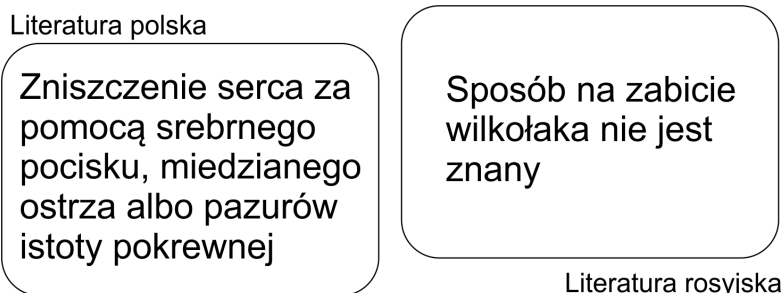 Literatura polska
Zniszczenie serca za
pomocą srebrnego
pocisku, miedzianego
ostrza albo pazurów
istoty pokrewnej
Sposób na zabicie
wilkołaka nie jest
znany
Literatura rosyjska